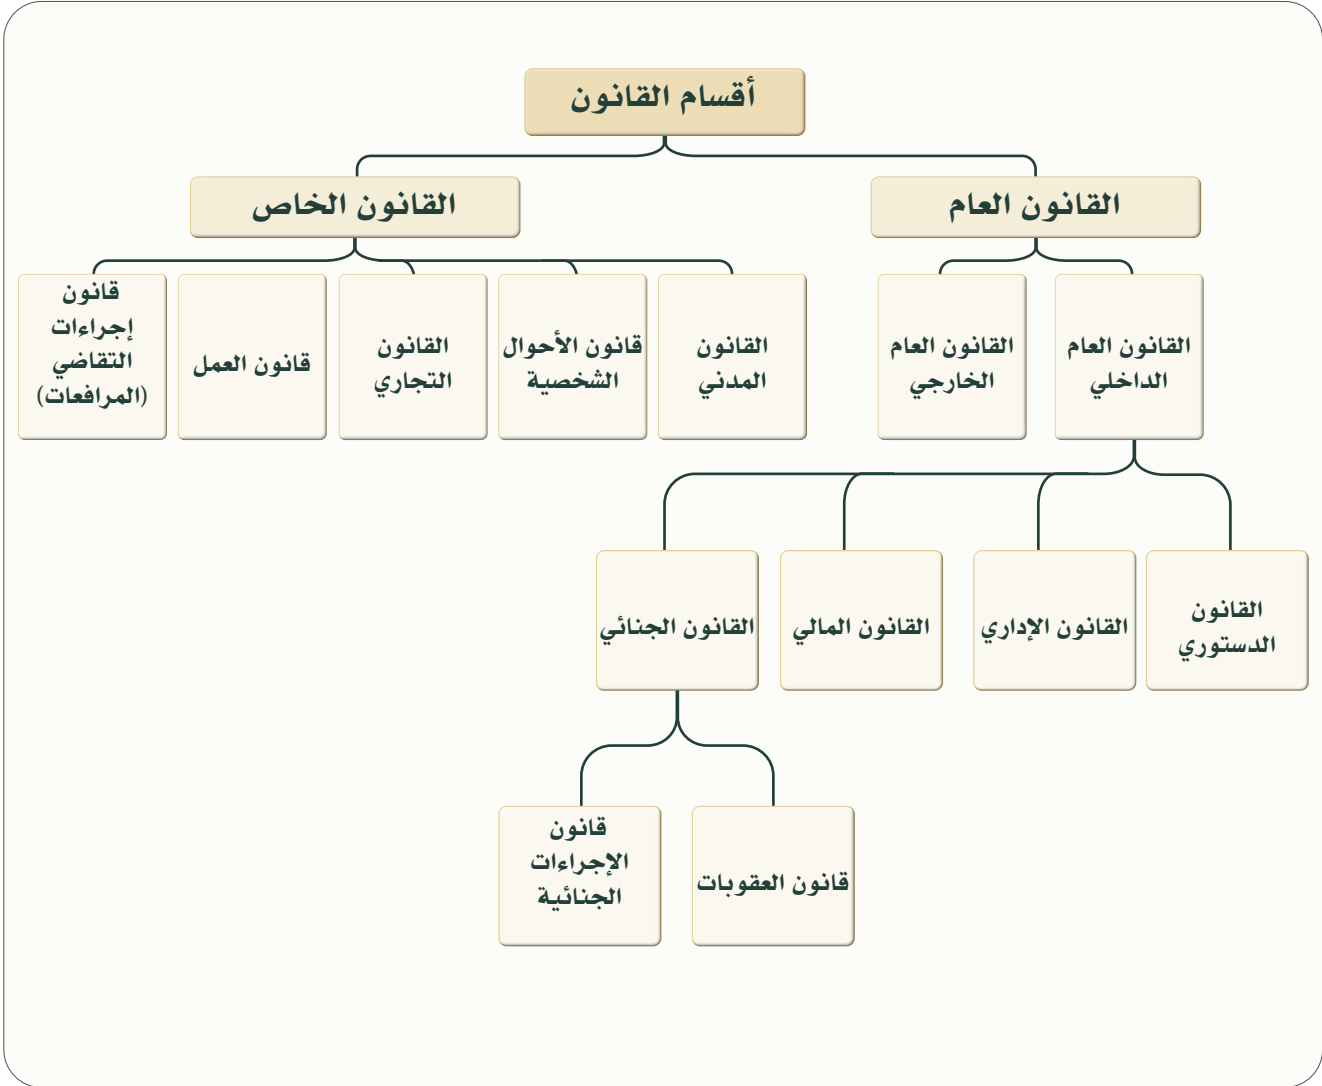 أقسام القانون
القانون العام
القانون الخاص
القانون العام
الداخلي
القانون العام
الخارجي
القانون
المدني
قانون الأحوال
الشخصية
القانون
التجاري
قانون العمل
قانون
إجراءات
التقاضي
(المرافعات)
القانون
الدستوري
القانون الإداري
القانون المالي
القانون الجنائي
قانون العقوبات
قانون
الإجراءات
الجنائية